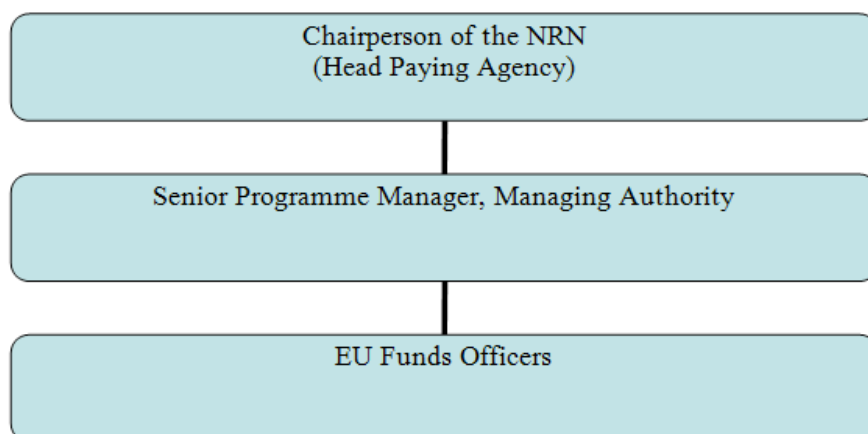 Chairperson of the NRN
(Head Paying Agency)
Senior Programme Manager, Managing Authority
EU Funds Officers